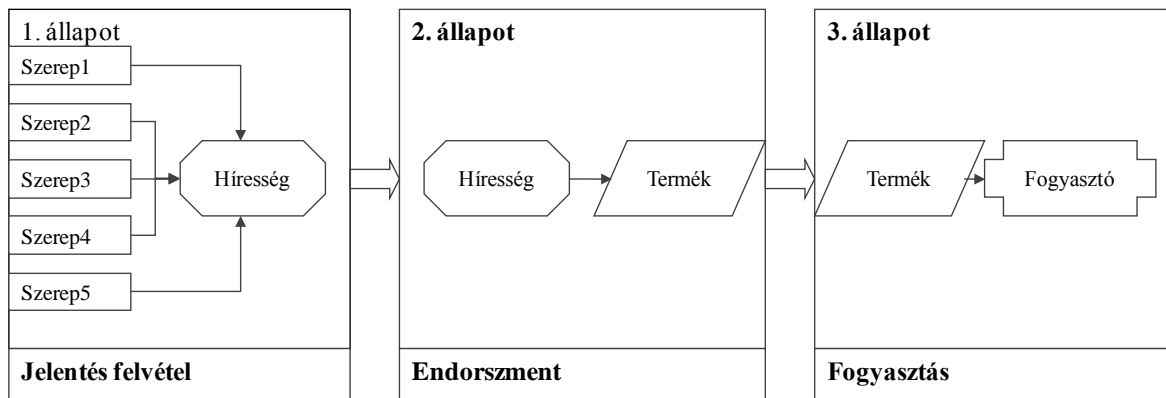 1. állapot
Szerep1
Szerep2
Szerep3
Szerep4
Szerep5
Híresség
Jelentés felvétel
2. állapot
Híresség
Termék
Endorszment
3. állapot
Termék
Fogyasztó
Fogyasztás